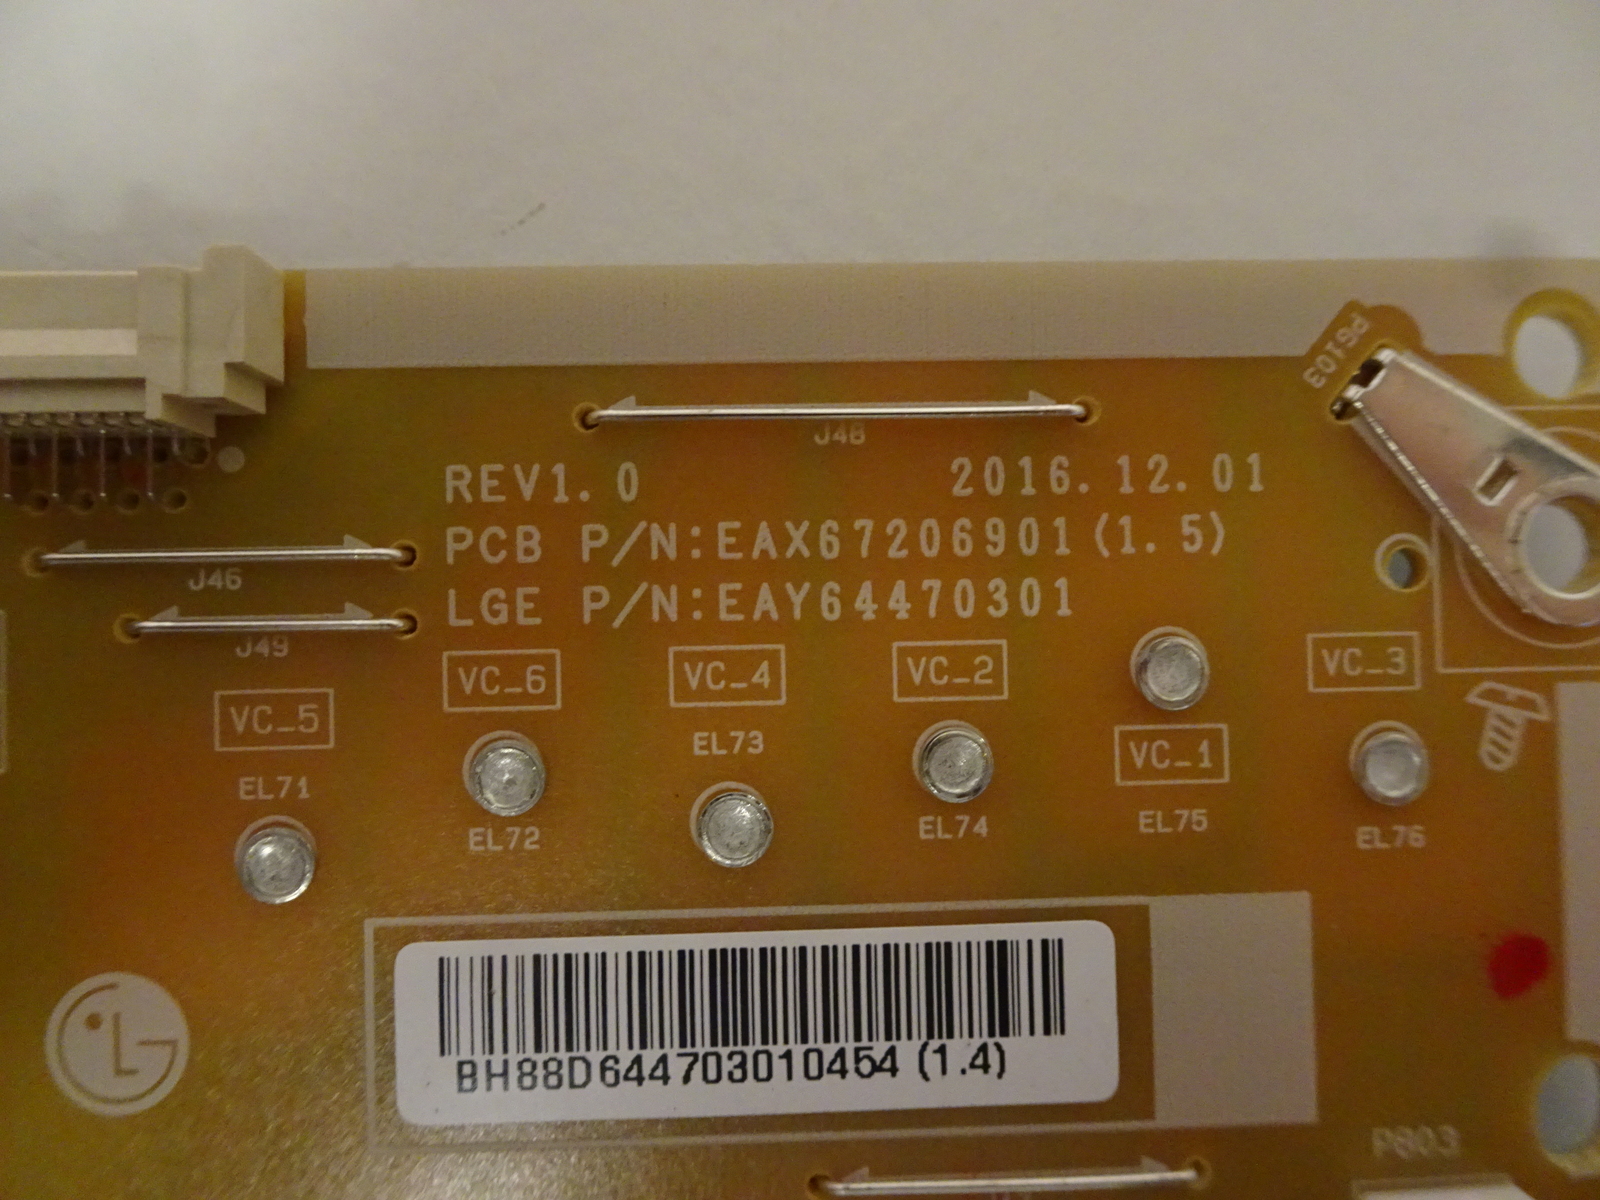 PG103
J48
REV1.0 2016.12.01
PCB P/N:EAX67206901(1.5)
J46
LGE P/N:EAY64470301
J49
VC_5 VC_6 VC_4 VC_2 VC_1 VC_3
EL71 EL72 EL73 EL74 EL75 EL76
LG
BH88D644703010454 (1.4)
P803